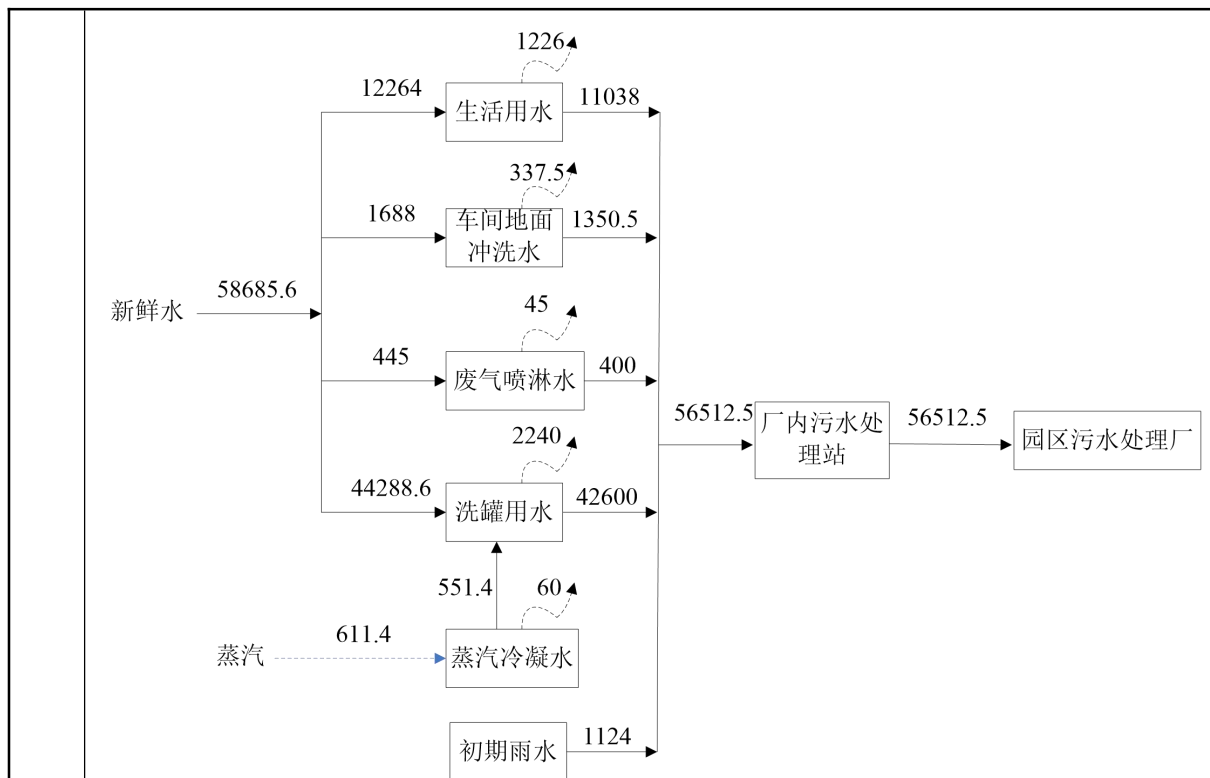 1226
12264
生活用水
11038
337.5
1688
车间地面
冲洗水
1350.5
新鲜水
58685.6
45
445
废气喷淋水
400
56512.5
厂内污水处
理站
56512.5
园区污水处理厂
2240
44288.6
洗罐用水
42600
551.4
60
蒸汽
611.4
蒸汽冷凝水
初期雨水
1124